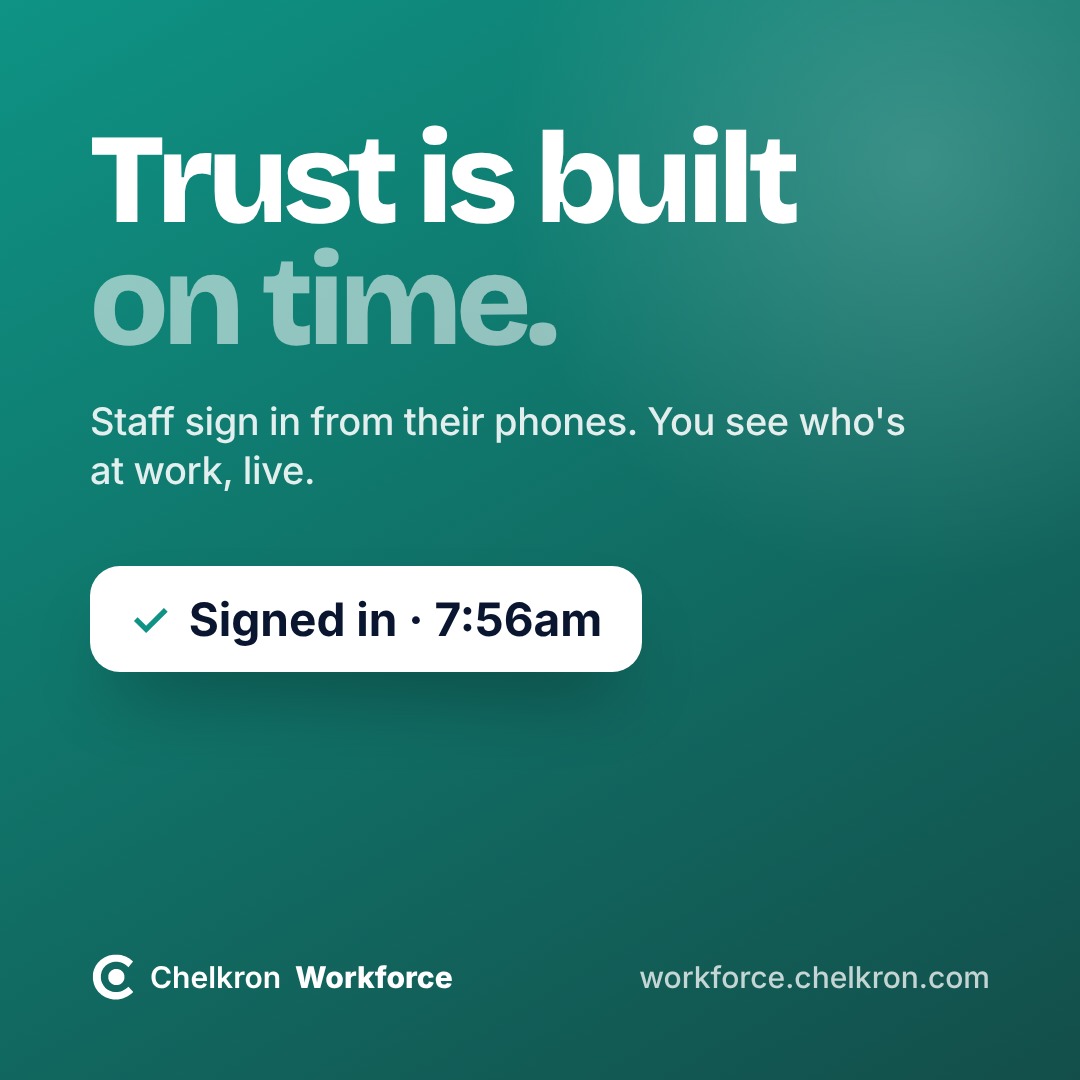 Trust is built
on time.
Staff sign in from their phones. You see who's
at work, live.
Signed in · 7:56am
Chelkron Workforce
workforce.chelkron.com